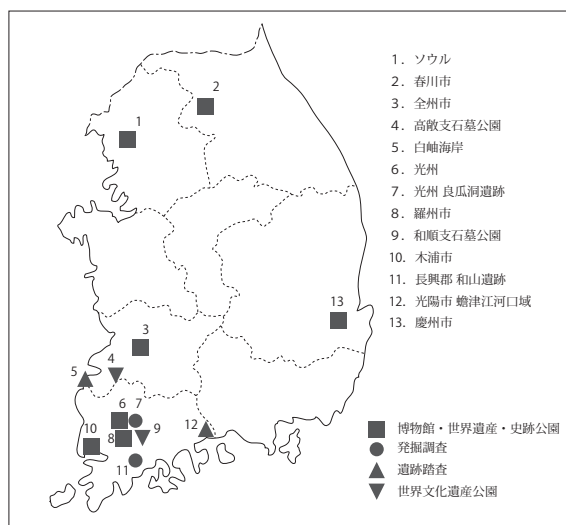 1. ソウル
2. 春川市
3. 全州市
4. 高敞支石墓公園
5. 白岫海岸
6. 光州
7. 光州 良瓜洞遺跡
8. 羅州市
9. 和順支石墓公園
10. 木浦市
11. 長興郡 和山遺跡
12. 光陽市 蟾津江河口域
13. 慶州市
博物館・世界遺産・史跡公園
発掘調査
遺跡踏査
世界文化遺産公園
2
1
13
3
4
5
6 7
12
10 8 9
11